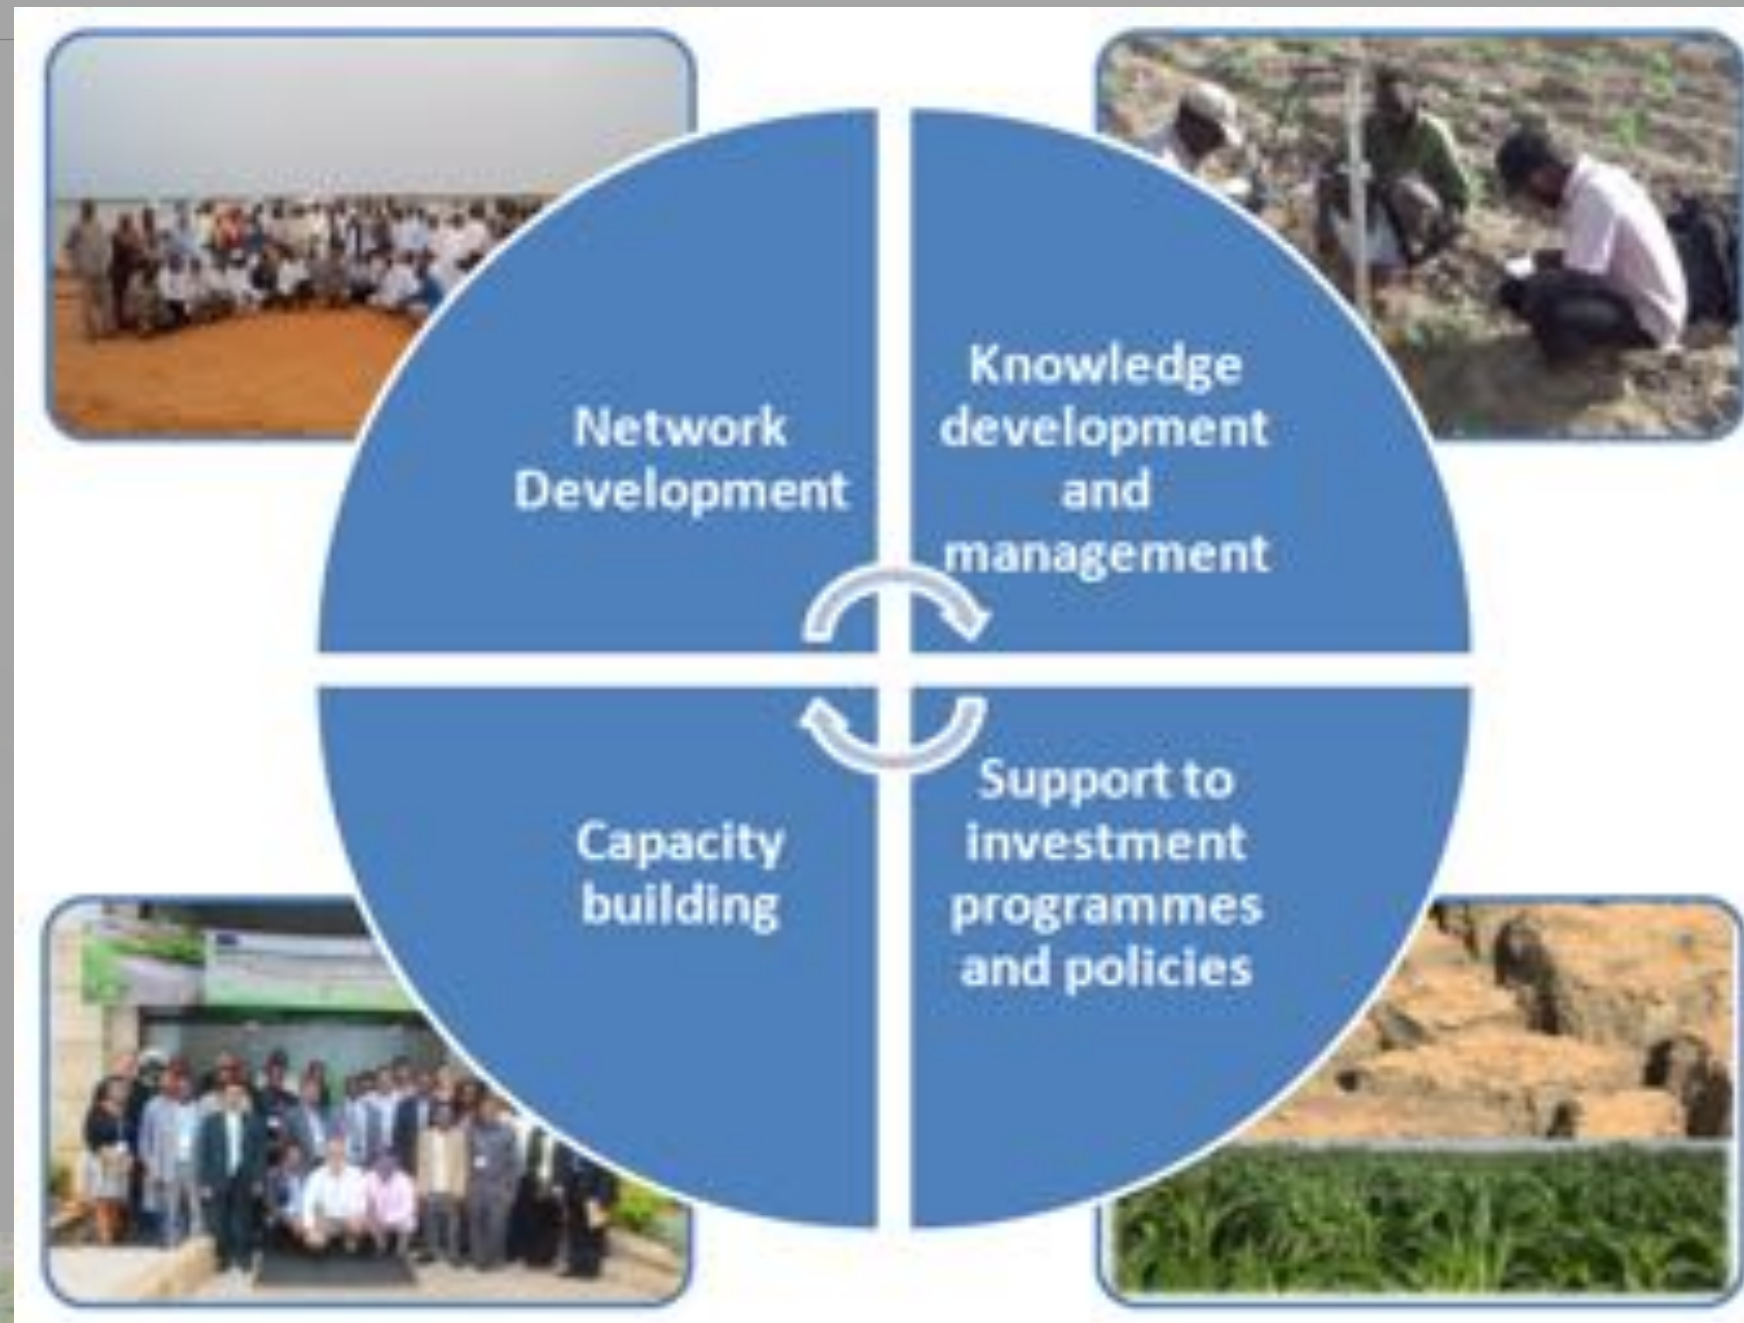 Network
Development
Knowledge
development
and
management
Capacity
building
Support to
investment
programmes
and policies